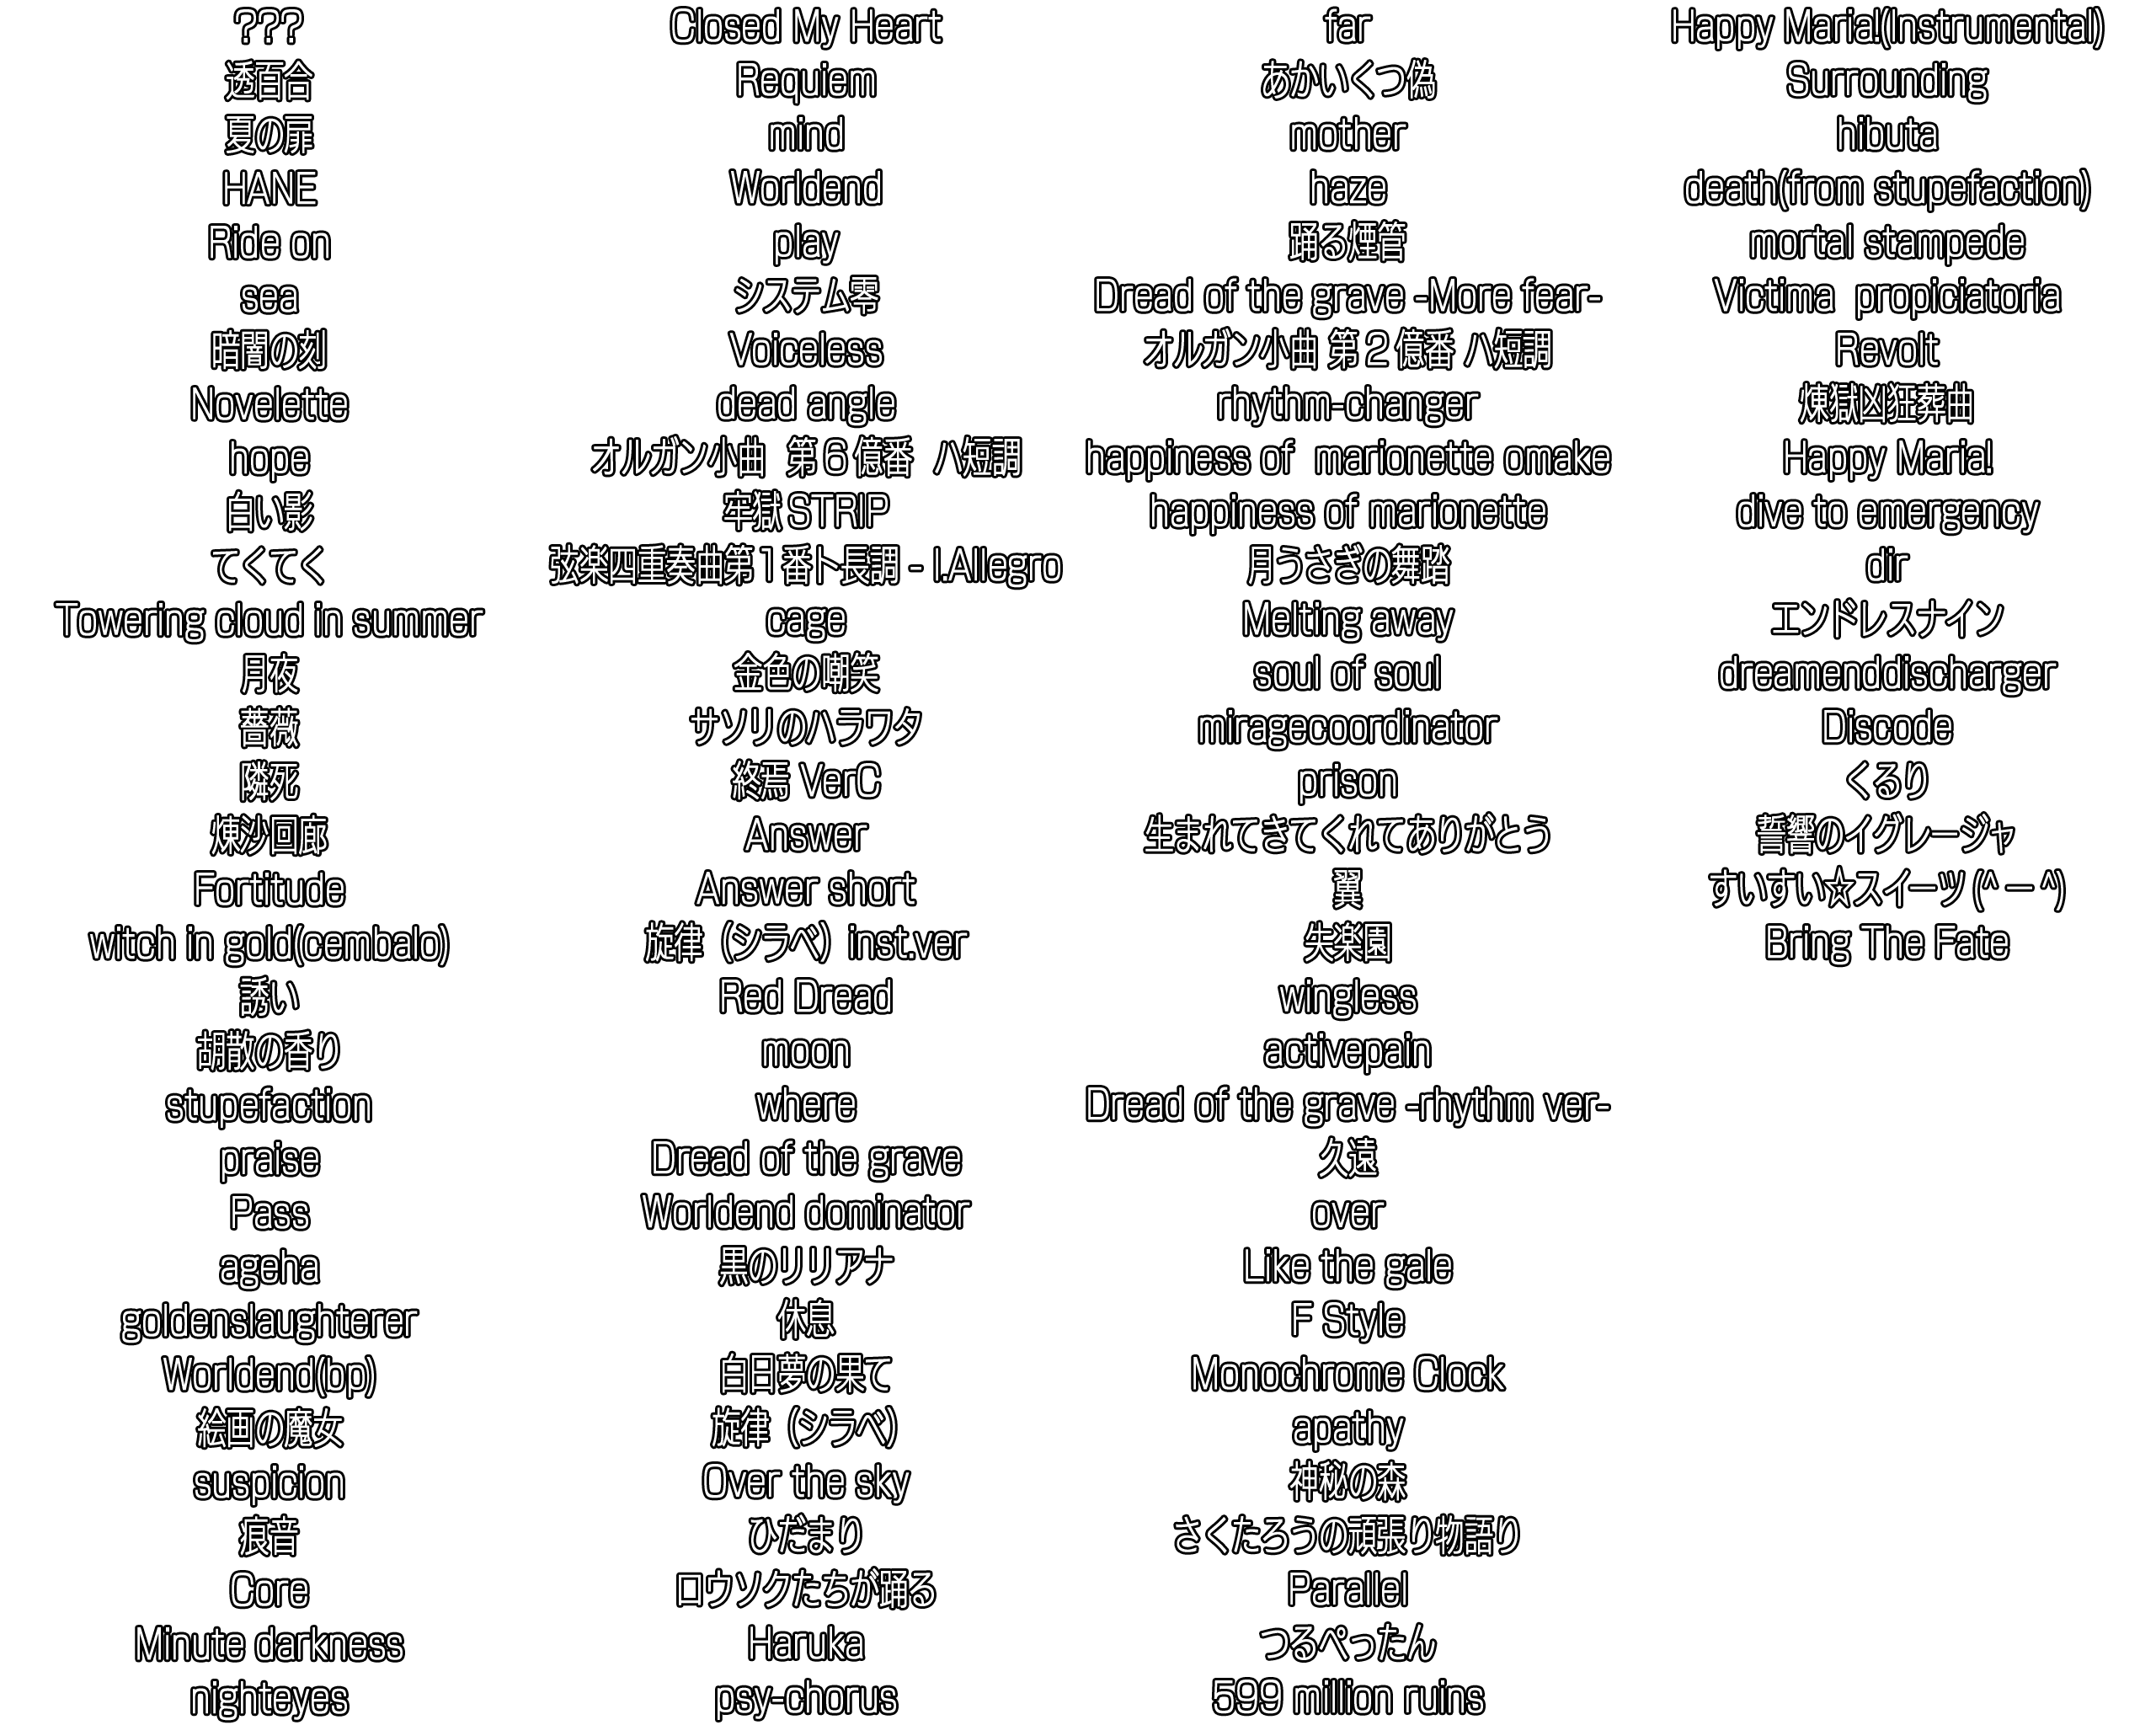 ???
透百合
夏の扉
HANE
Ride on
sea
暗闇の刻
Novelette
hope
白い影
てくてく
Towering cloud in summer
月夜
薔薇
隣死
煉沙回廊
Fortitude
witch in gold(cembalo)
誘い
胡散の香り
stupefaction
praise
Pass
ageha
goldenslaughterer
Worldend(bp)
絵画の魔女
suspicion
痕音
Core
Minute darkness
nighteyes
Closed My Heart
Requiem
mind
Worldend
play
システム零
Voiceless
dead angle
オルガン小曲 第6億番 ハ短調
牢獄STRIP
弦楽四重奏曲第1番ト長調 - I.Allegro
cage
金色の嘲笑
サソリのハラワタ
終焉 VerC
Answer
Answer short
旋律（シラベ）inst.ver
Red Dread
moon
where
Dread of the grave
Worldend dominator
黒のリリアナ
休息
白日夢の果て
旋律（シラベ）
Over the sky
ひだまり
ロウソクたちが踊る
Haruka
psy-chorus
far
あかいくつ偽
mother
haze
踊る煙管
Dread of the grave -More fear-
オルガン小曲 第2億番 ハ短調
rhythm-changer
happiness of marionette omake
happiness of marionette
月うさぎの舞踏
Melting away
soul of soul
miragecoordinator
prison
生まれてきてくれてありがとう
翼
失楽園
wingless
activepain
Dread of the grave -rhythm ver-
久遠
over
Like the gale
F Style
Monochrome Clock
apathy
神秘の森
さくたろうの頑張り物語り
Parallel
つるぺったん
599 million ruins
Happy Maria!(Instrumental)
Surrounding
hibuta
death(from stupefaction)
mortal stampede
Victima propiciatoria
Revolt
煉獄凶狂葬曲
Happy Maria!
dive to emergency
dir
エンドレスナイン
dreamenddischarger
Discode
くるり
誓響のイグレージャ
すいすい☆スイーツ(^ー^)
Bring The Fate